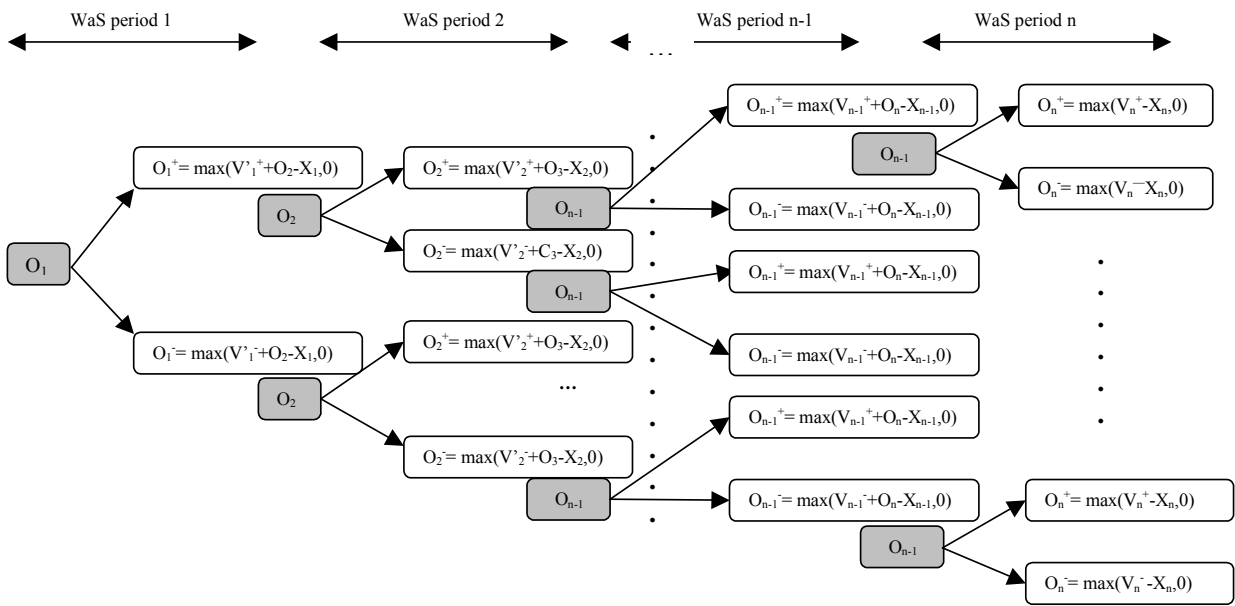 WaS period 1 WaS period 2 WaS period n-1 WaS period n
...
Oₙ₋₁⁺= max(Vₙ₋₁⁺+Oₙ-Xₙ₋₁,0)
Oₙ⁺= max(Vₙ⁺-Xₙ,0)
Oₙ₋₁
O₁⁺= max(V’₁⁺+O₂-X₁,0)
O₂⁺= max(V’₂⁺+O₃-X₂,0)
Oₙ⁻= max(Vₙ⁻⁻Xₙ,0)
O₂
Oₙ₋₁
Oₙ₋₁⁻= max(Vₙ₋₁⁻+Oₙ-Xₙ₋₁,0)
O₂⁻= max(V’₂⁻+C₃-X₂,0)
O₁
Oₙ₋₁⁺= max(Vₙ₋₁⁺+Oₙ-Xₙ₋₁,0)
Oₙ₋₁
O₁⁻= max(V’₁⁻+O₂-X₁,0)
O₂⁺= max(V’₂⁺+O₃-X₂,0)
Oₙ₋₁⁻= max(Vₙ₋₁⁻+Oₙ-Xₙ₋₁,0)
O₂
...
Oₙ₋₁⁺= max(Vₙ₋₁⁺+Oₙ-Xₙ₋₁,0)
O₂⁻= max(V’₂⁻+O₃-X₂,0)
Oₙ₋₁
Oₙ₋₁⁻= max(Vₙ₋₁⁻+Oₙ-Xₙ₋₁,0)
Oₙ⁺= max(Vₙ⁺-Xₙ,0)
Oₙ₋₁
Oₙ⁻= max(Vₙ⁻-Xₙ,0)